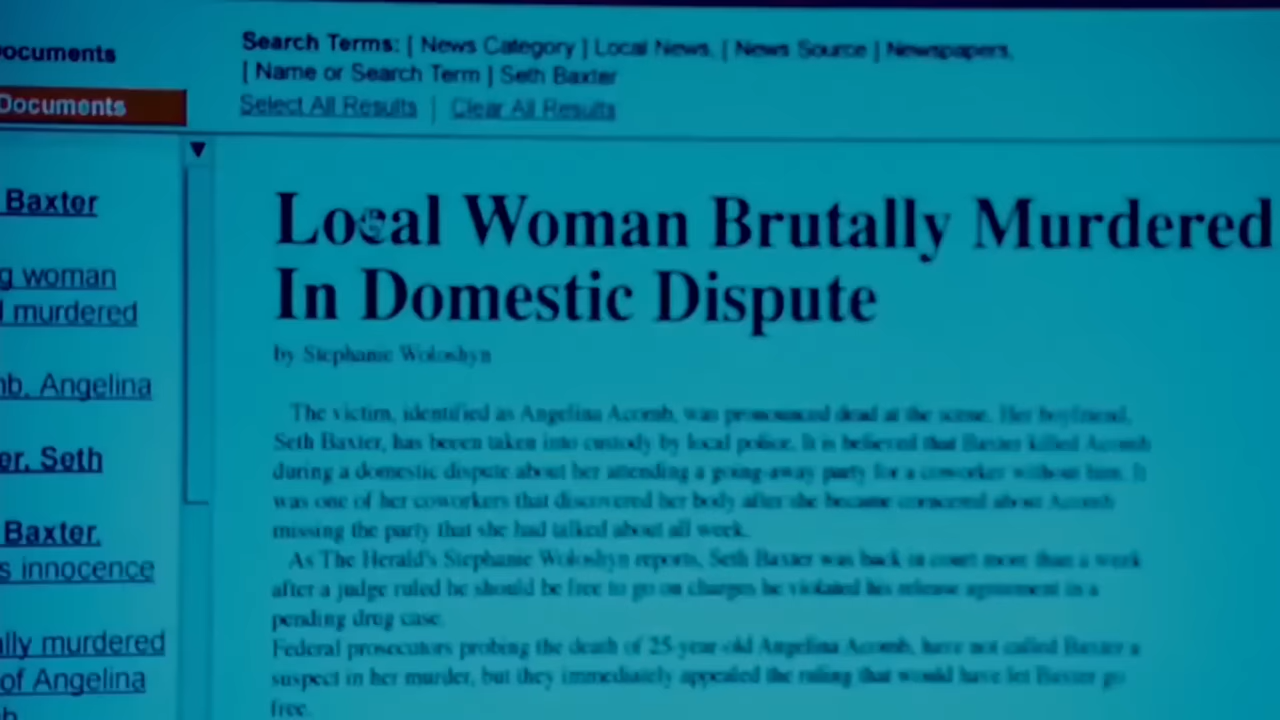 Documents
Documents
Search Terms: [ News Category | Local News, [ News Source | Newspapers,
[ Name or Search Term | Seth Baxter
Select All Results | Clear All Results
Baxter
g woman
murdered
mb, Angelina
er, Seth
Baxter,
s innocence
ally murdered
of Angelina
Local Woman Brutally Murdered
In Domestic Dispute
by Stephanie Woloshyn
The victim, identified as Angelina Acomb, was pronounced dead at the scene. Her boyfriend,
Seth Baxter, has been taken into custody by local police. It is believed that Baxter killed Acomb
during a domestic dispute about her attending a going-away party for a coworker without him. It
was one of her coworkers that discovered her body after she became concerned about Acomb
missing the party that she had talked about all week.
As The Herald's Stephanie Woloshyn reports, Seth Baxter was back in court more than a week
after a judge ruled he should be free to go on charges he violated his release agreement in a
pending drug case.
Federal prosecutors probing the death of 25-year-old Angelina Acomb, have not called Baxter a
suspect in her murder, but they immediately appealed the ruling that would have let Baxter go
free.